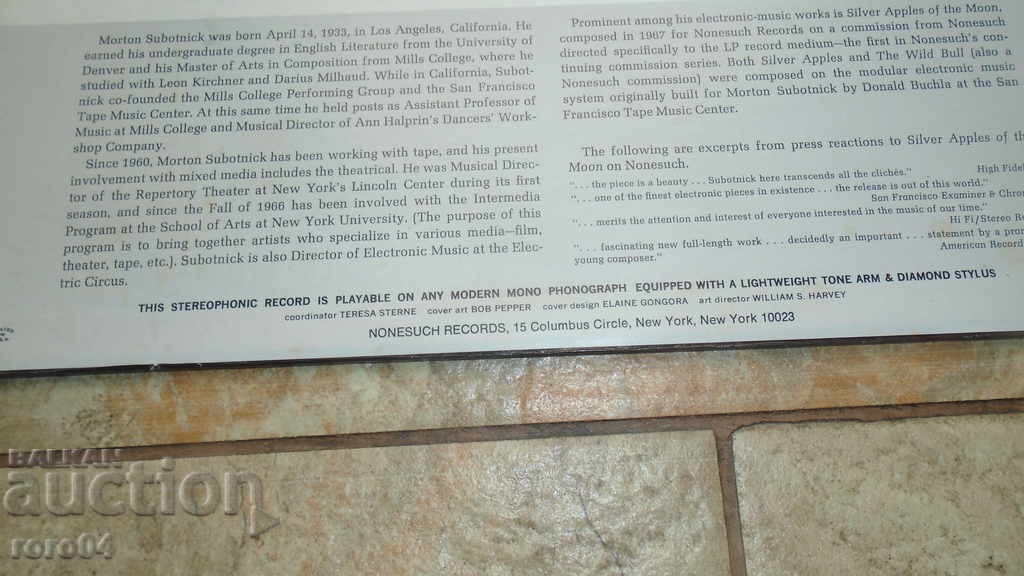 Morton Subotnick was born April 14, 1933, in Los Angeles, California. He
earned his undergraduate degree in English Literature from the University of
Denver and his Master of Arts in Composition from Mills College, where he
studied with Leon Kirchner and Darius Milhaud. While in California, Subot-
nick co-founded the Mills College Performing Group and the San Francisco
Tape Music Center. At this same time he held posts as Assistant Professor of
Music at Mills College and Musical Director of Ann Halprin's Dancers' Work-
shop Company.
Since 1960, Morton Subotnick has been working with tape, and his present
involvement with mixed media includes the theatrical. He was Musical Direc-
tor of the Repertory Theater at New York's Lincoln Center during its first
season, and since the Fall of 1966 has been involved with the Intermedia
Program at the School of Arts at New York University. (The purpose of this
program is to bring together artists who specialize in various media—film,
theater, tape, etc.). Subotnick is also Director of Electronic Music at the Elec-
tric Circus.
Prominent among his electronic-music works is Silver Apples of the Moon,
composed in 1967 for Nonesuch Records on a commission from Nonesuch
directed specifically to the LP record medium—the first in Nonesuch's con-
tinuing commission series. Both Silver Apples and The Wild Bull (also a
Nonesuch commission) were composed on the modular electronic music
system originally built for Morton Subotnick by Donald Buchla at the San
Francisco Tape Music Center.
The following are excerpts from press reactions to Silver Apples of th
Moon on Nonesuch.
". . . the piece is a beauty . . . Subotnick here transcends all the clichés."
High Fidel
". . . one of the finest electronic pieces in existence . . . the release is out of this world."
San Francisco Examiner & Chro
". . . merits the attention and interest of everyone interested in the music of our time."
Hi Fi/Stereo Re
". . . fascinating new full-length work . . . decidedly an important . . . statement by a pro
young composer."
American Record
THIS STEREOPHONIC RECORD IS PLAYABLE ON ANY MODERN MONO PHONOGRAPH EQUIPPED WITH A LIGHTWEIGHT TONE ARM & DIAMOND STYLUS
coordinator TERESA STERNE cover art BOB PEPPER cover design ELAINE GONGORA art director WILLIAM S. HARVEY
NONESUCH RECORDS, 15 Columbus Circle, New York, New York 10023
БАЛКАН
auction
roro04